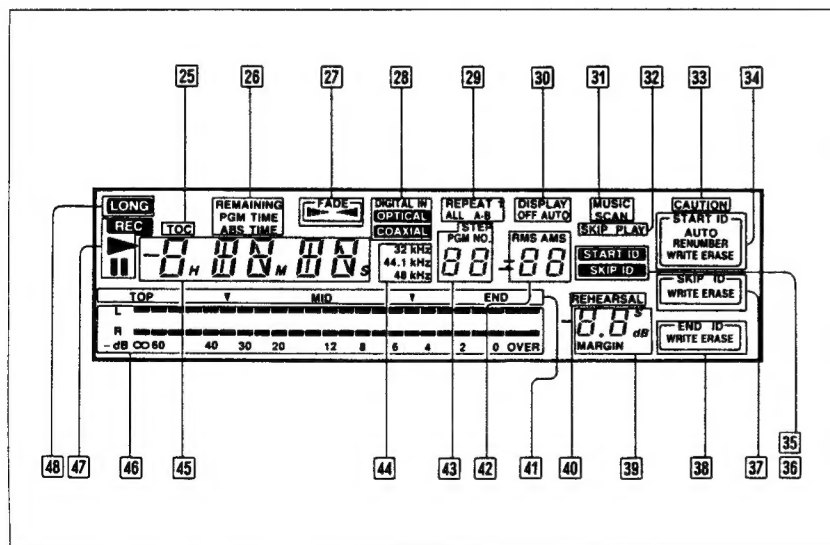 25 26 27 28 29 30 31 32 33 34
LONG REMAINING FADE DIGITAL IN REPEAT 1 DISPLAY MUSIC CAUTION
REC TOC PGM TIME OPTICAL ALL A-B OFF AUTO SCAN START ID
ABS TIME COAXIAL STEP SKIP PLAY AUTO
32 kHz PGM NO. RMS AMS START ID RENUMBER
- 8 H M S 44.1 kHz 88 88 SKIP ID WRITE ERASE
48 kHz SKIP ID
TOP MID END REHEARSAL WRITE ERASE
L
R - 8.8 S dB END ID
- dB ∞ 60 40 30 20 12 8 6 4 2 0 OVER MARGIN WRITE ERASE
48 47 46 45 44 43 42 41 40 39 38 37 35
36